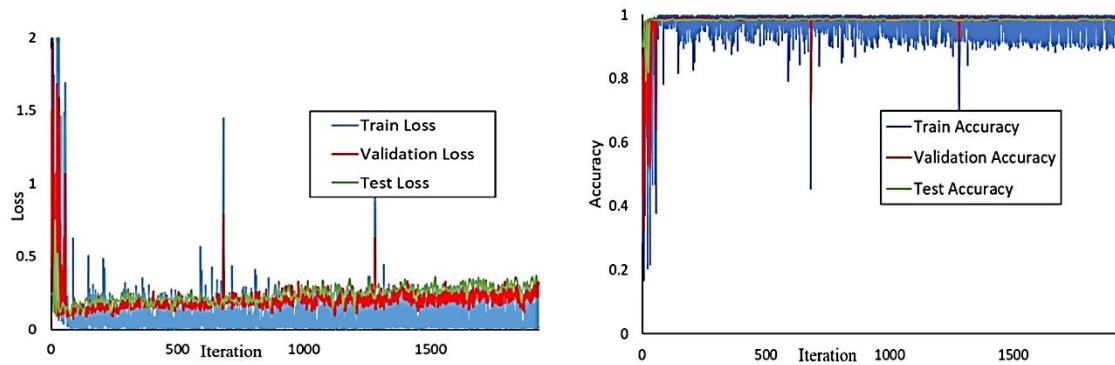 2
1.5
1
0.5
0
Loss
Train Loss
Validation Loss
Test Loss
0
500
Iteration
1000
1500
1
0.8
0.6
0.4
0.2
0
Accuracy
Train Accuracy
Validation Accuracy
Test Accuracy
0
500
Iteration
1000
1500